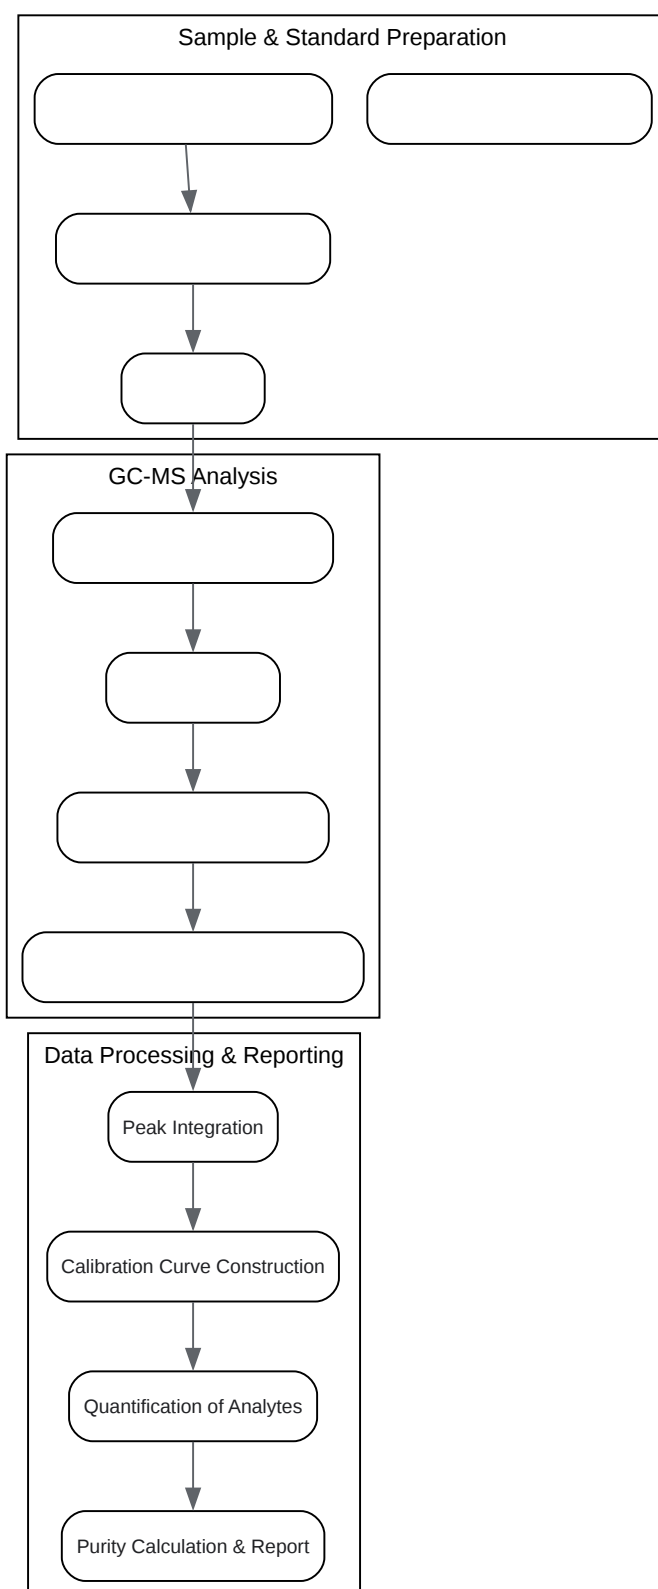 Sample & Standard Preparation
GC-MS Analysis
Data Processing & Reporting
Peak Integration
Calibration Curve Construction
Quantification of Analytes
Purity Calculation & Report